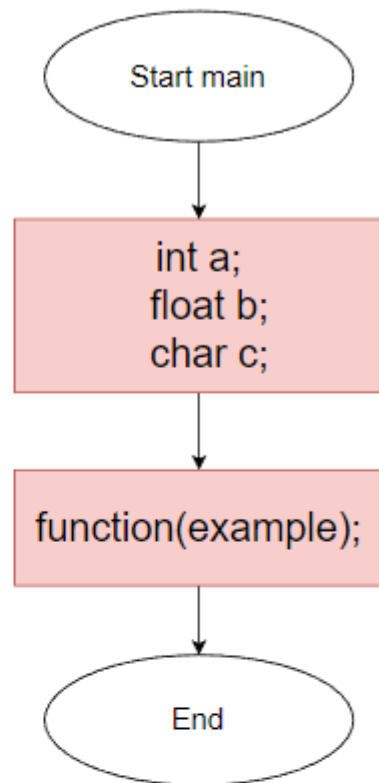 Start main
int a;
float b;
char c;
function(example);
End